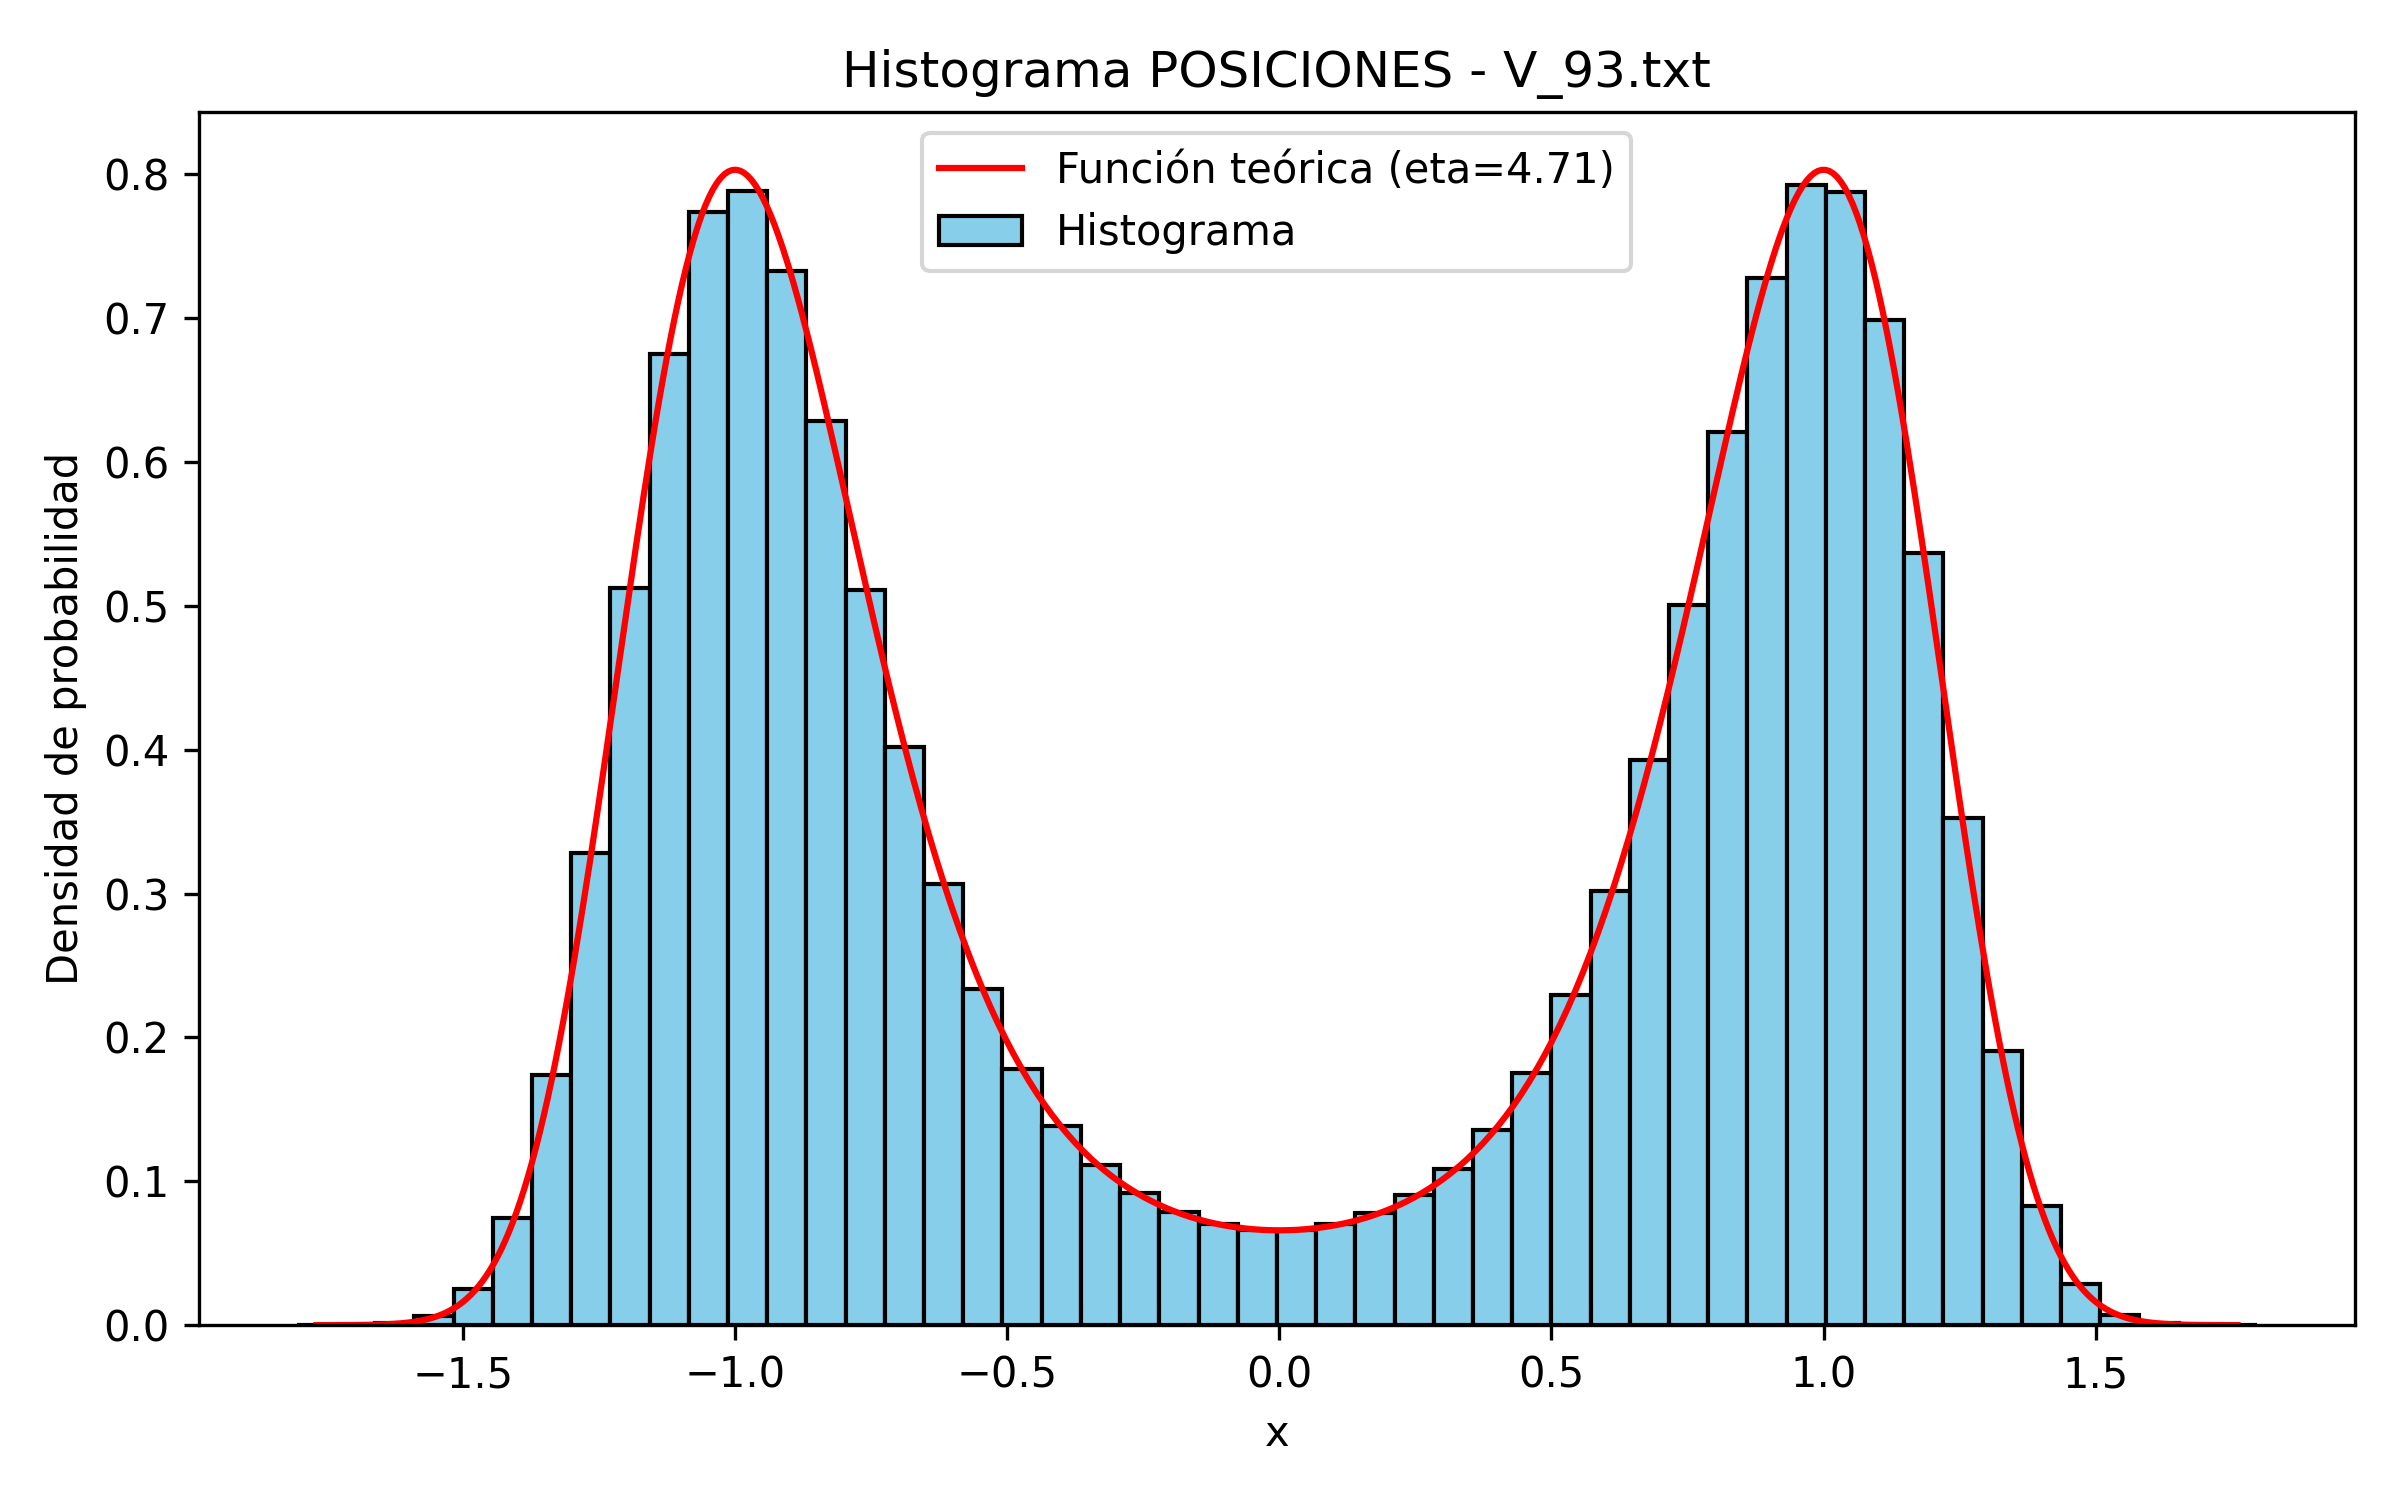 Histograma POSICIONES - V_93.txt
Función teórica (eta=4.71)
Histograma
Densidad de probabilidad
0.8
0.7
0.6
0.5
0.4
0.3
0.2
0.1
0.0
−1.5 −1.0 −0.5 0.0 0.5 1.0 1.5
x